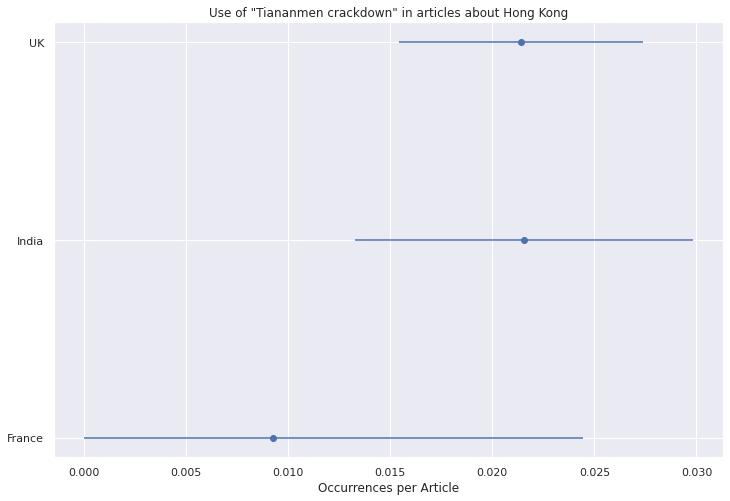 Use of "Tiananmen crackdown" in articles about Hong Kong
UK
India
France
0.000 0.005 0.010 0.015 0.020 0.025 0.030
Occurrences per Article